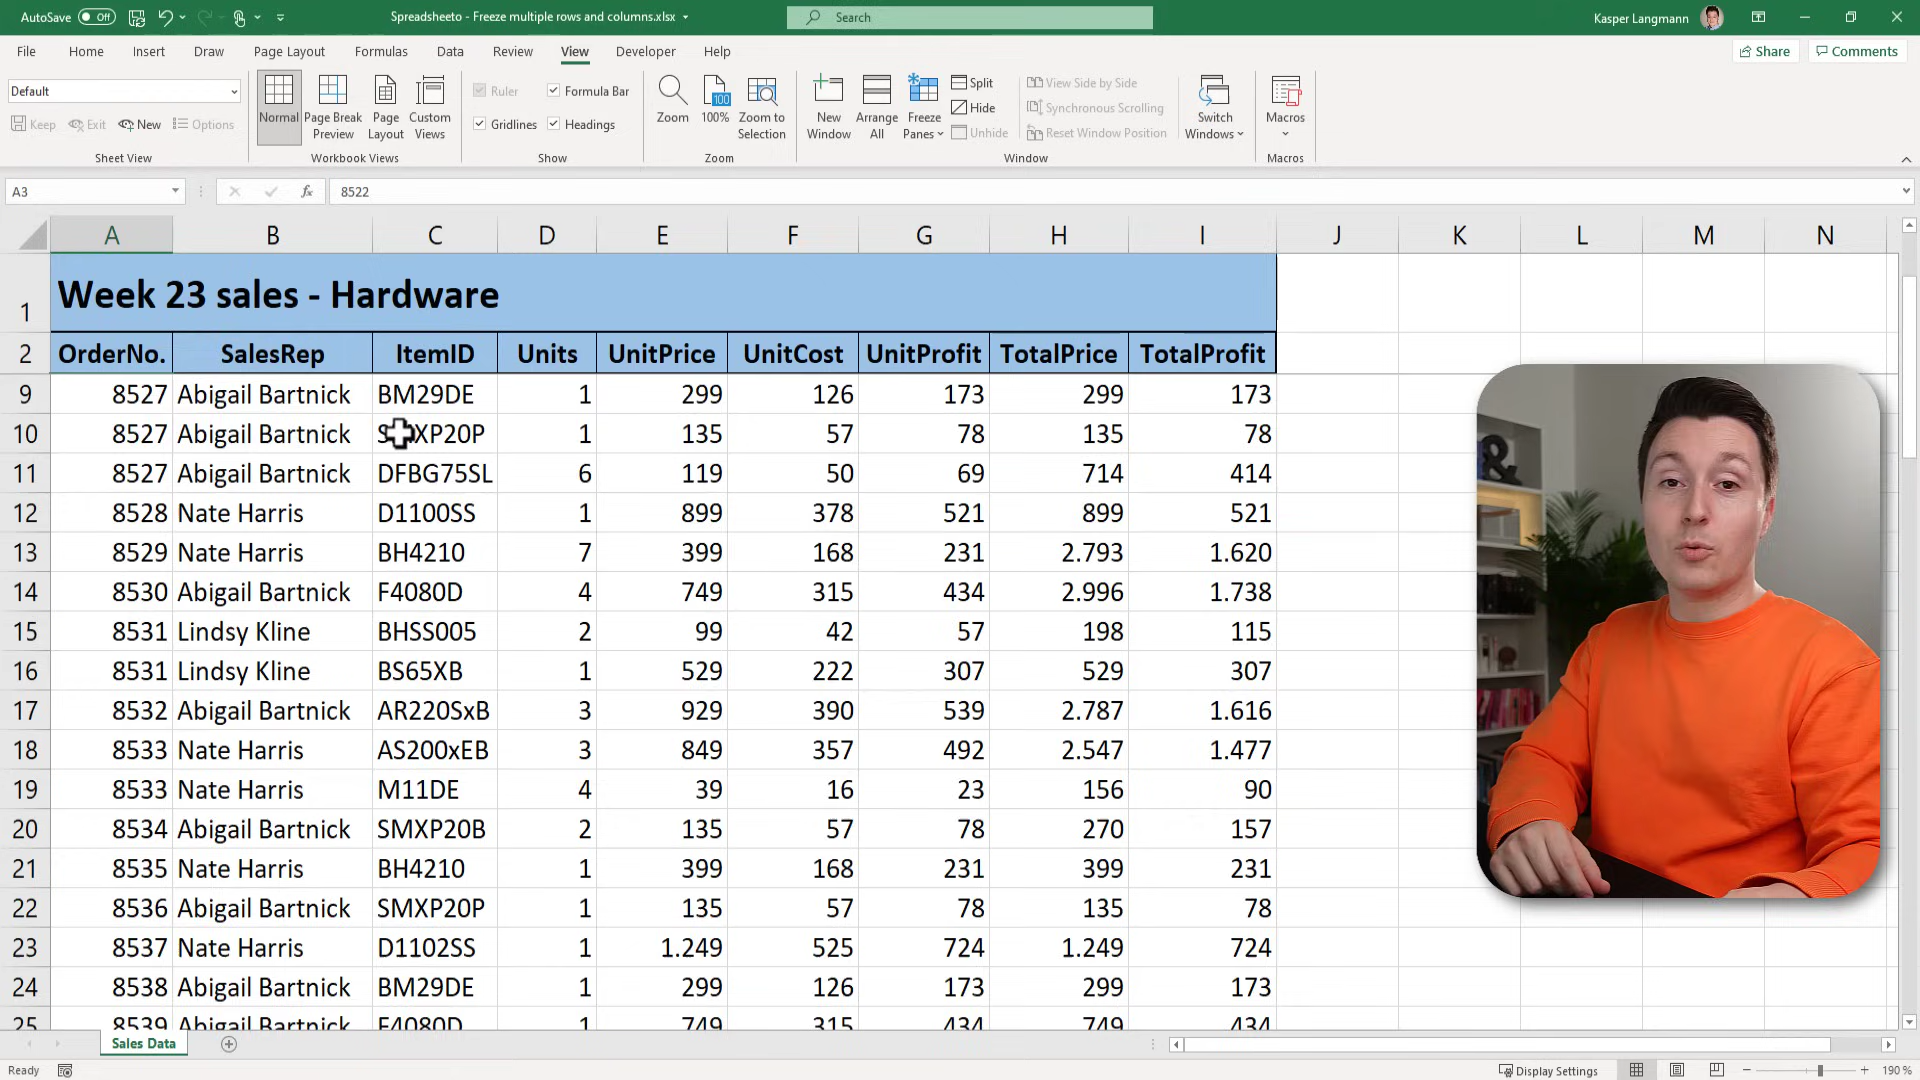 AutoSave Off Spreadsheeto - Freeze multiple rows and columns.xlsx Search Kasper Langmann
File Home Insert Draw Page Layout Formulas Data Review View Developer Help Share Comments
Default
Keep Exit New Options
Sheet View
Normal Page Break Preview Page Layout Custom Views
Workbook Views
Ruler Formula Bar
Gridlines Headings
Show
Zoom 100% Zoom to Selection
Zoom
New Window Arrange All Freeze Panes
Split
Hide
Unhide
View Side by Side
Synchronous Scrolling
Reset Window Position
Switch Windows
Window
Macros
Macros
A3 fx 8522
A B C D E F G H I J K L M N
1 Week 23 sales - Hardware
2 OrderNo. SalesRep ItemID Units UnitPrice UnitCost UnitProfit TotalPrice TotalProfit
9 8527 Abigail Bartnick BM29DE 1 299 126 173 299 173
10 8527 Abigail Bartnick 1 135 57 78 135 78
11 8527 Abigail Bartnick DFBG75SL 6 119 50 69 714 414
12 8528 Nate Harris D1100SS 1 899 378 521 899 521
13 8529 Nate Harris BH4210 7 399 168 231 2.793 1.620
14 8530 Abigail Bartnick F4080D 4 749 315 434 2.996 1.738
15 8531 Lindsy Kline BHSS005 2 99 42 57 198 115
16 8531 Lindsy Kline BS65XB 1 529 222 307 529 307
17 8532 Abigail Bartnick AR220SxB 3 929 390 539 2.787 1.616
18 8533 Nate Harris AS200xEB 3 849 357 492 2.547 1.477
19 8533 Nate Harris M11DE 4 39 16 23 156 90
20 8534 Abigail Bartnick SMXP20B 2 135 57 78 270 157
21 8535 Nate Harris BH4210 1 399 168 231 399 231
22 8536 Abigail Bartnick SMXP20P 1 135 57 78 135 78
23 8537 Nate Harris D1102SS 1 1.249 525 724 1.249 724
24 8538 Abigail Bartnick BM29DE 1 299 126 173 299 173
25 8539 Abigail Bartnick F4080D 1 749 315 434 749 434
Sales Data
Ready Display Settings 190 %